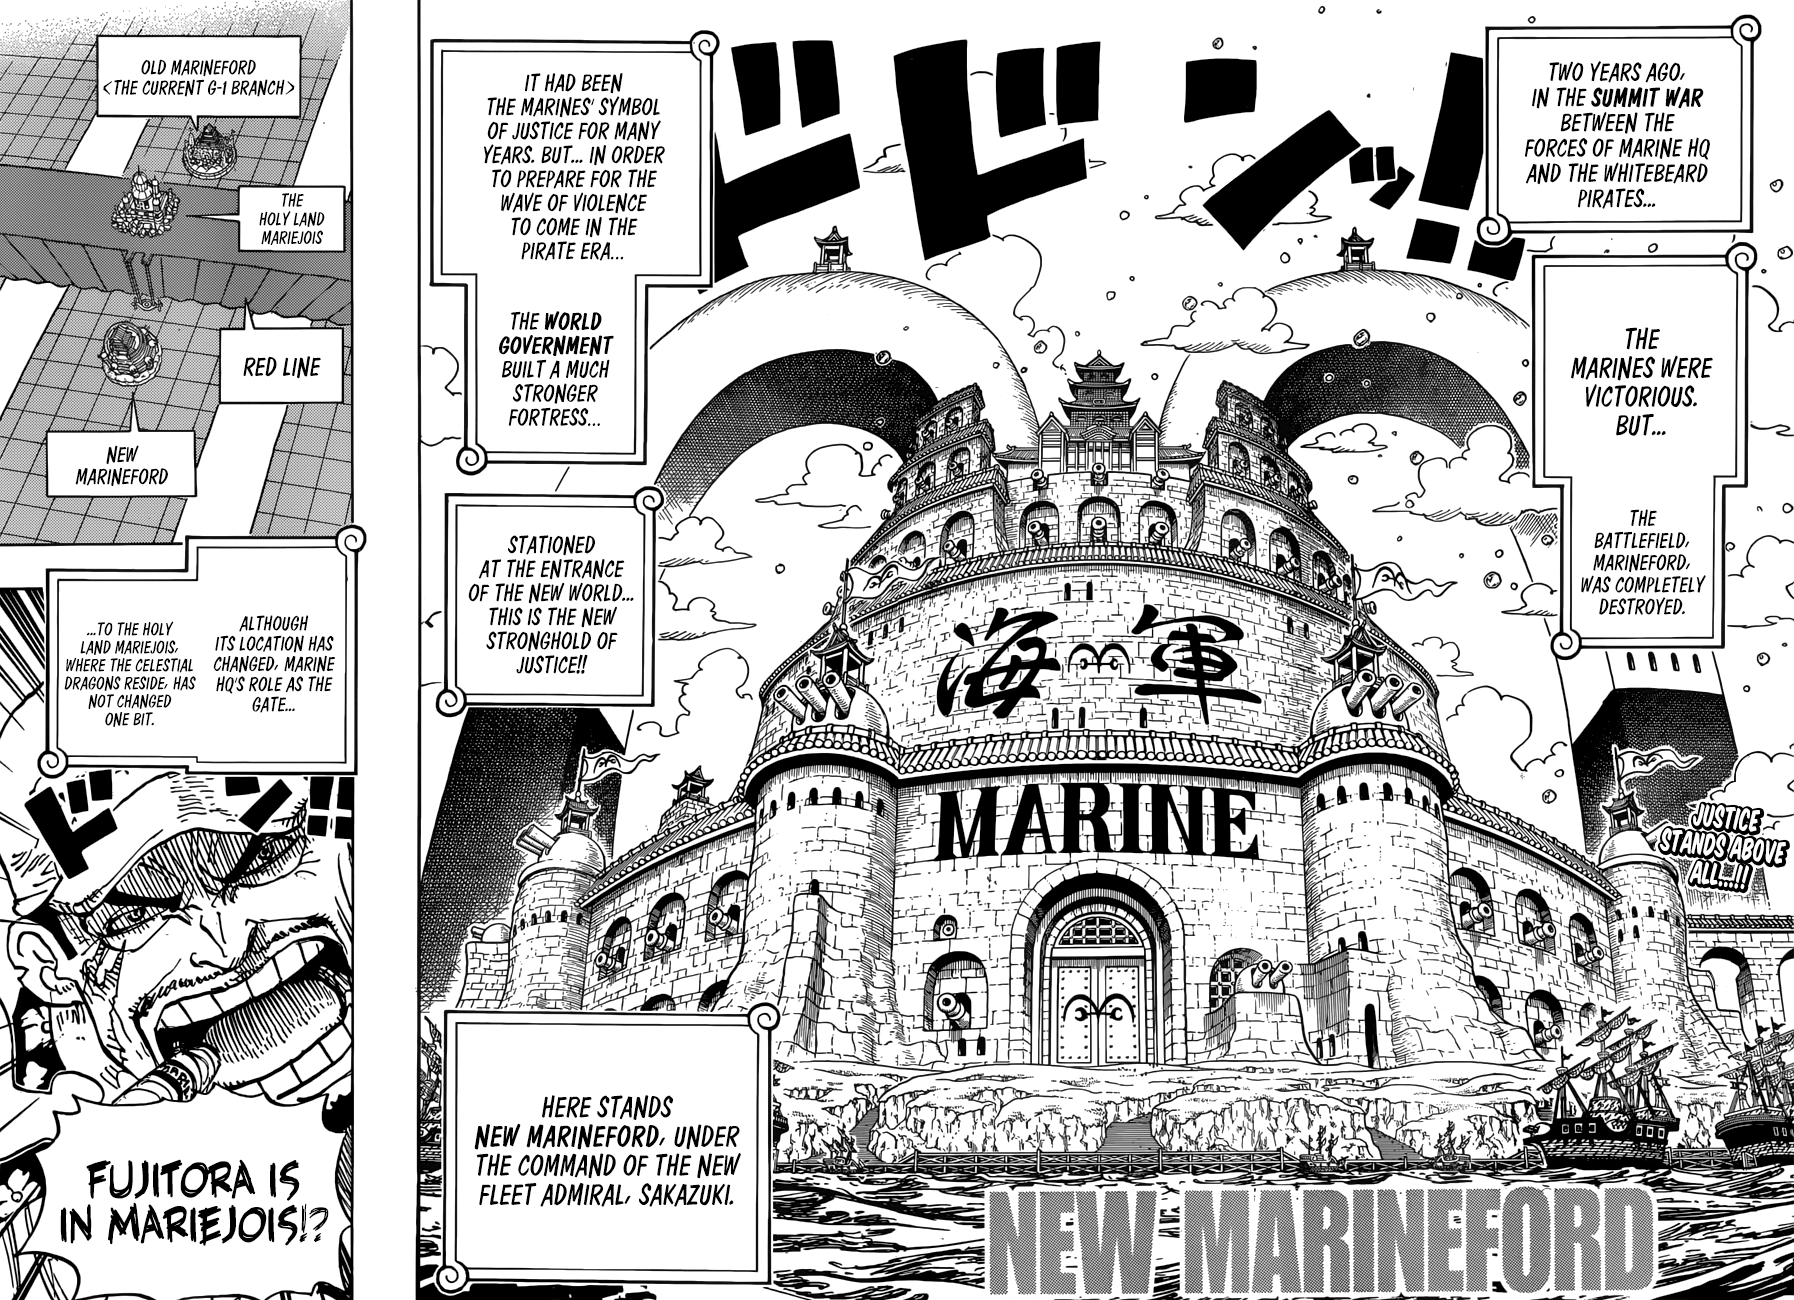 TWO YEARS AGO,
IN THE SUMMIT WAR
BETWEEN THE
FORCES OF MARINE HQ
AND THE WHITEBEARD
PIRATES...
THE
MARINES WERE
VICTORIOUS.
BUT...
THE
BATTLEFIELD,
MARINEFORD,
WAS COMPLETELY
DESTROYED.
ドドンッ!!
IT HAD BEEN
THE MARINES' SYMBOL
OF JUSTICE FOR MANY
YEARS. BUT... IN ORDER
TO PREPARE FOR THE
WAVE OF VIOLENCE
TO COME IN THE
PIRATE ERA...
THE WORLD
GOVERNMENT
BUILT A MUCH
STRONGER
FORTRESS...
STATIONED
AT THE ENTRANCE
OF THE NEW WORLD...
THIS IS THE NEW
STRONGHOLD OF
JUSTICE!!
海軍
MARINE
JUSTICE
STANDS ABOVE
ALL...!!
HERE STANDS
NEW MARINEFORD, UNDER
THE COMMAND OF THE NEW
FLEET ADMIRAL, SAKAZUKI.
NEW MARINEFORD
OLD MARINEFORD
<THE CURRENT G-1 BRANCH>
THE
HOLY LAND
MARIEJOIS
RED LINE
NEW
MARINEFORD
ALTHOUGH
ITS LOCATION HAS
CHANGED, MARINE
HQ'S ROLE AS THE
GATE...
...TO THE HOLY
LAND MARIEJOIS,
WHERE THE CELESTIAL
DRAGONS RESIDE, HAS
NOT CHANGED
ONE BIT.
ドン!!
FUJITORA IS
IN MARIEJOIS!?